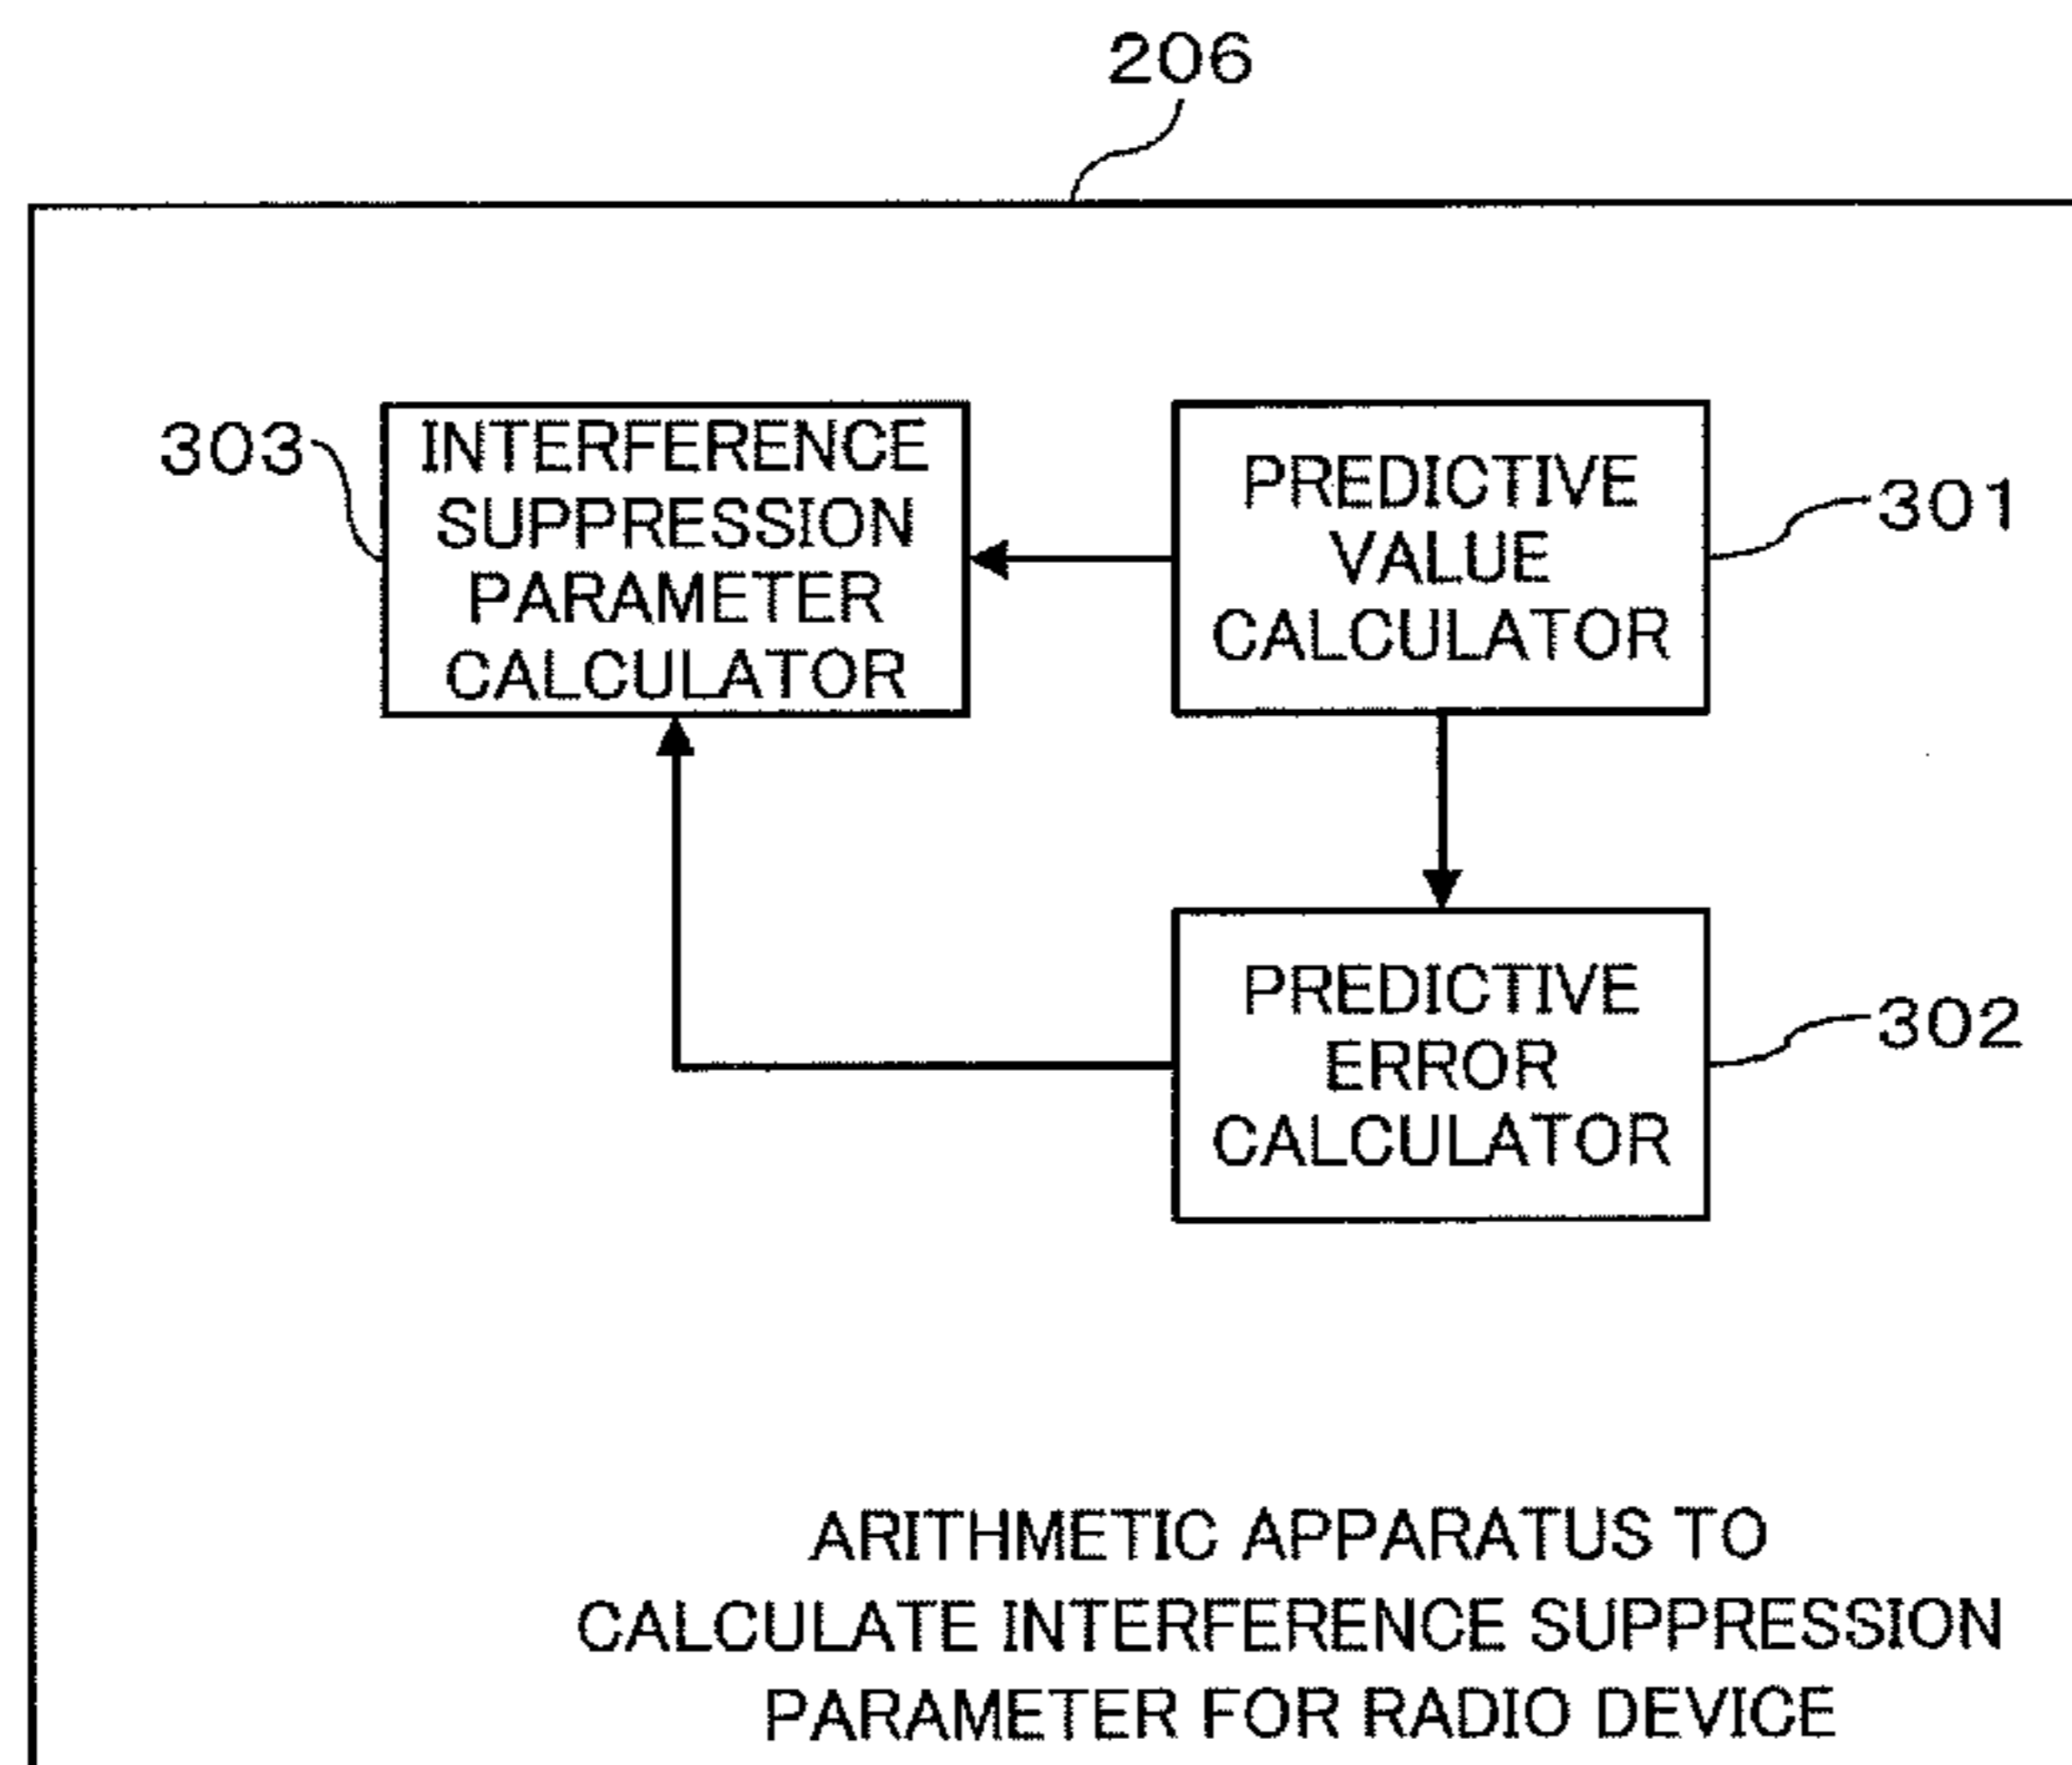 206
303
INTERFERENCE
SUPPRESSION
PARAMETER
CALCULATOR
PREDICTIVE
VALUE
CALCULATOR
301
PREDICTIVE
ERROR
CALCULATOR
302
ARITHMETIC APPARATUS TO
CALCULATE INTERFERENCE SUPPRESSION
PARAMETER FOR RADIO DEVICE